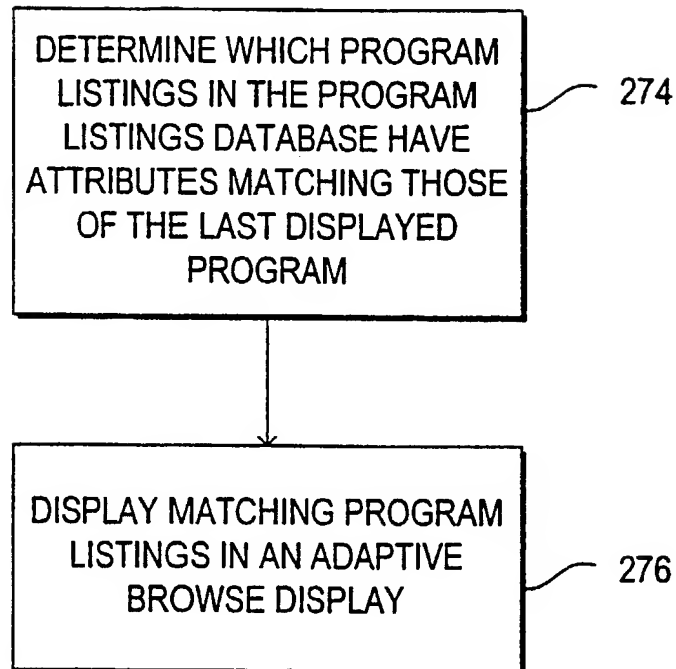 DETERMINE WHICH PROGRAM
LISTINGS IN THE PROGRAM
LISTINGS DATABASE HAVE
ATTRIBUTES MATCHING THOSE
OF THE LAST DISPLAYED
PROGRAM
274
DISPLAY MATCHING PROGRAM
LISTINGS IN AN ADAPTIVE
BROWSE DISPLAY
276